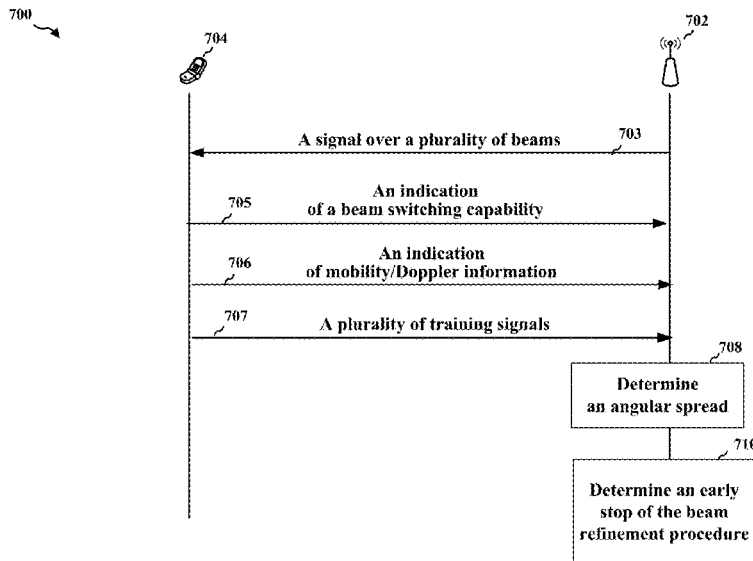 700
704
702
A signal over a plurality of beams
703
An indication
of a beam switching capability
705
An indication
of mobility/Doppler information
706
A plurality of training signals
707
708
Determine
an angular spread
710
Determine an early
stop of the beam
refinement procedure